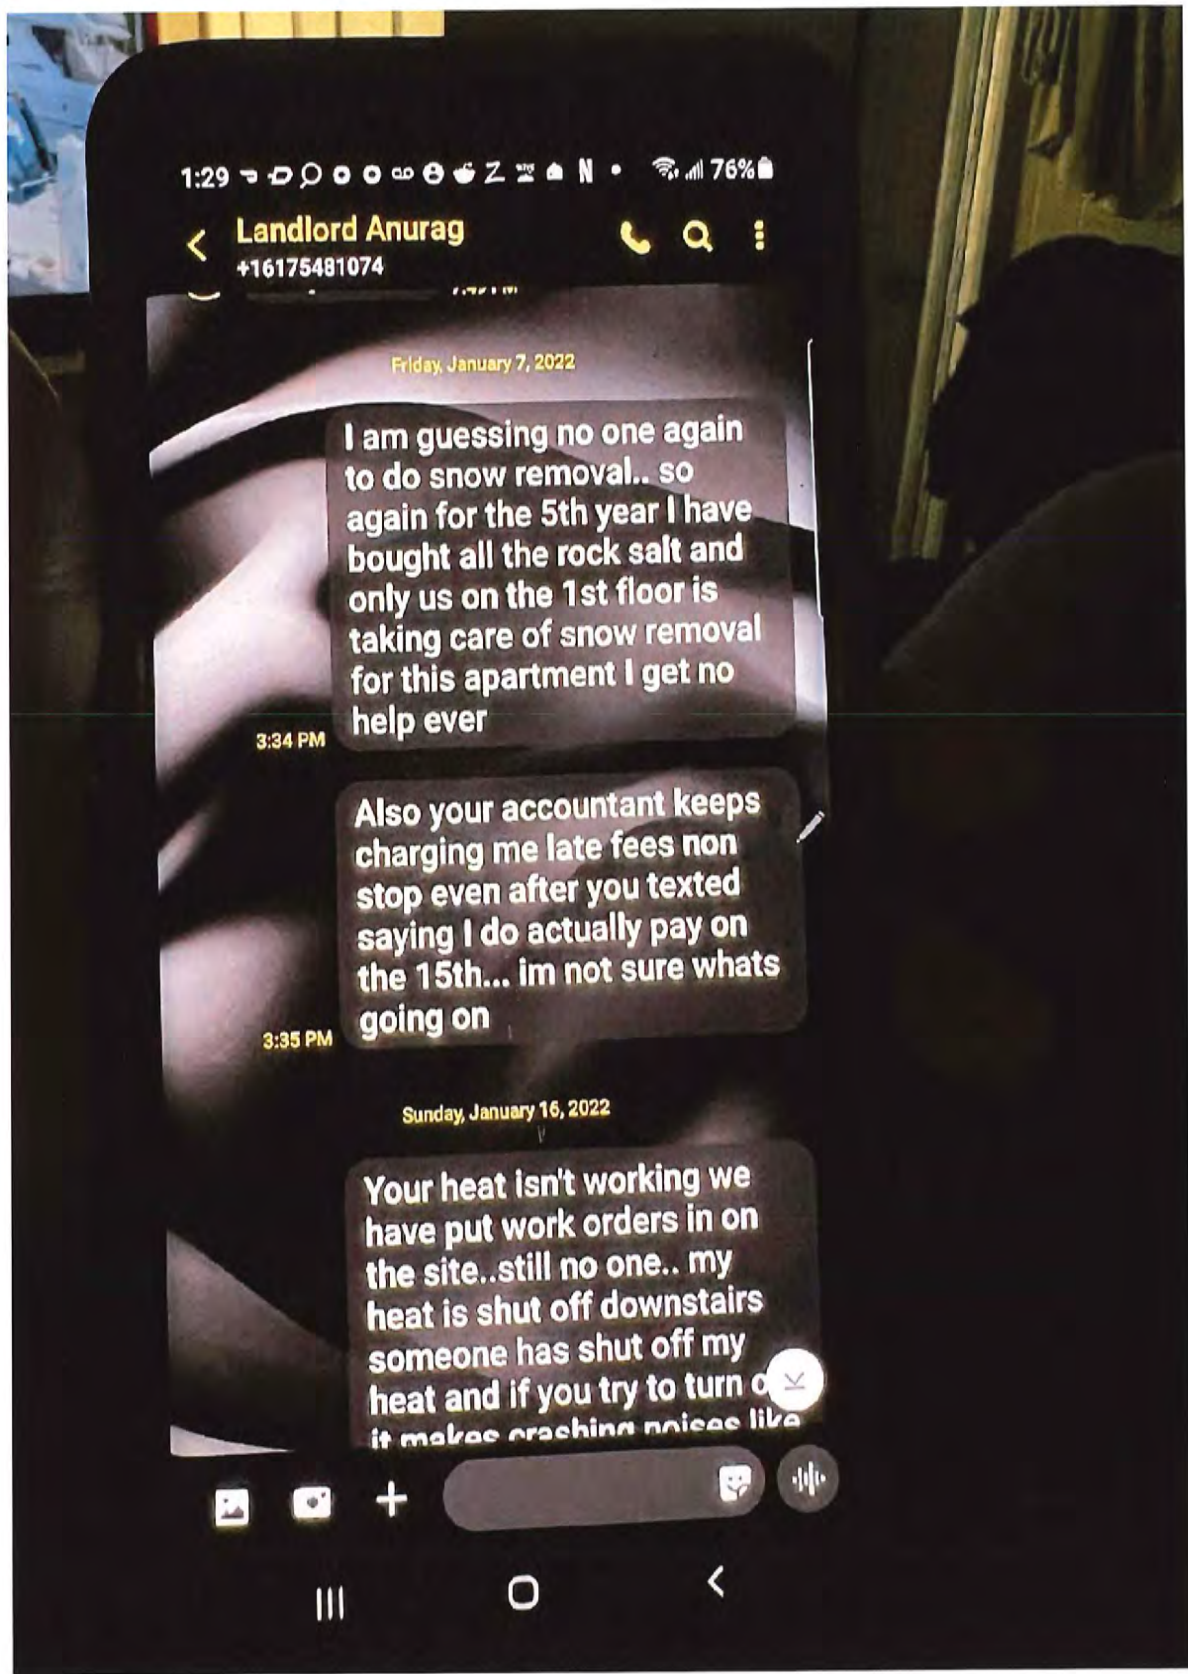 1:29 Z N 76%
Landlord Anurag
+16175481074
Friday, January 7, 2022
I am guessing no one again
to do snow removal.. so
again for the 5th year I have
bought all the rock salt and
only us on the 1st floor is
taking care of snow removal
for this apartment I get no
help ever
3:34 PM
Also your accountant keeps
charging me late fees non
stop even after you texted
saying I do actually pay on
the 15th... im not sure whats
going on
3:35 PM
Sunday, January 16, 2022
Your heat isn't working we
have put work orders in on
the site..still no one.. my
heat is shut off downstairs
someone has shut off my
heat and if you try to turn
it makes crashing noises like